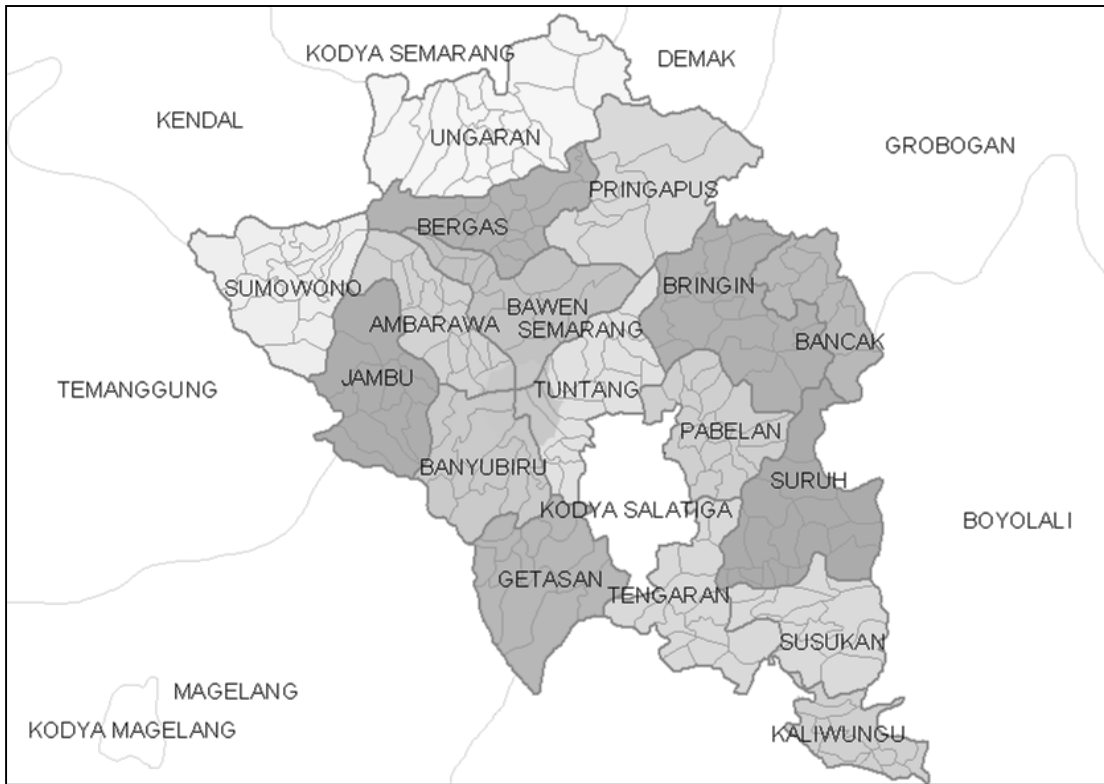 KODYA SEMARANG
DEMAK
KENDAL
UNGARAN
GROBOGAN
PRINGAPUS
BERGAS
SUMOWONO
BRINGIN
BAWEN
AMBARAWA
SEMARANG
BANCAK
JAMBU
TEMANGGUNG
TUNTANG
PABELAN
BANYUBIRU
SURUH
KODYA SALATIGA
BOYOLALI
GETASAN
TENGARAN
SUSUKAN
MAGELANG
KODYA MAGELANG
KALIWUNGU